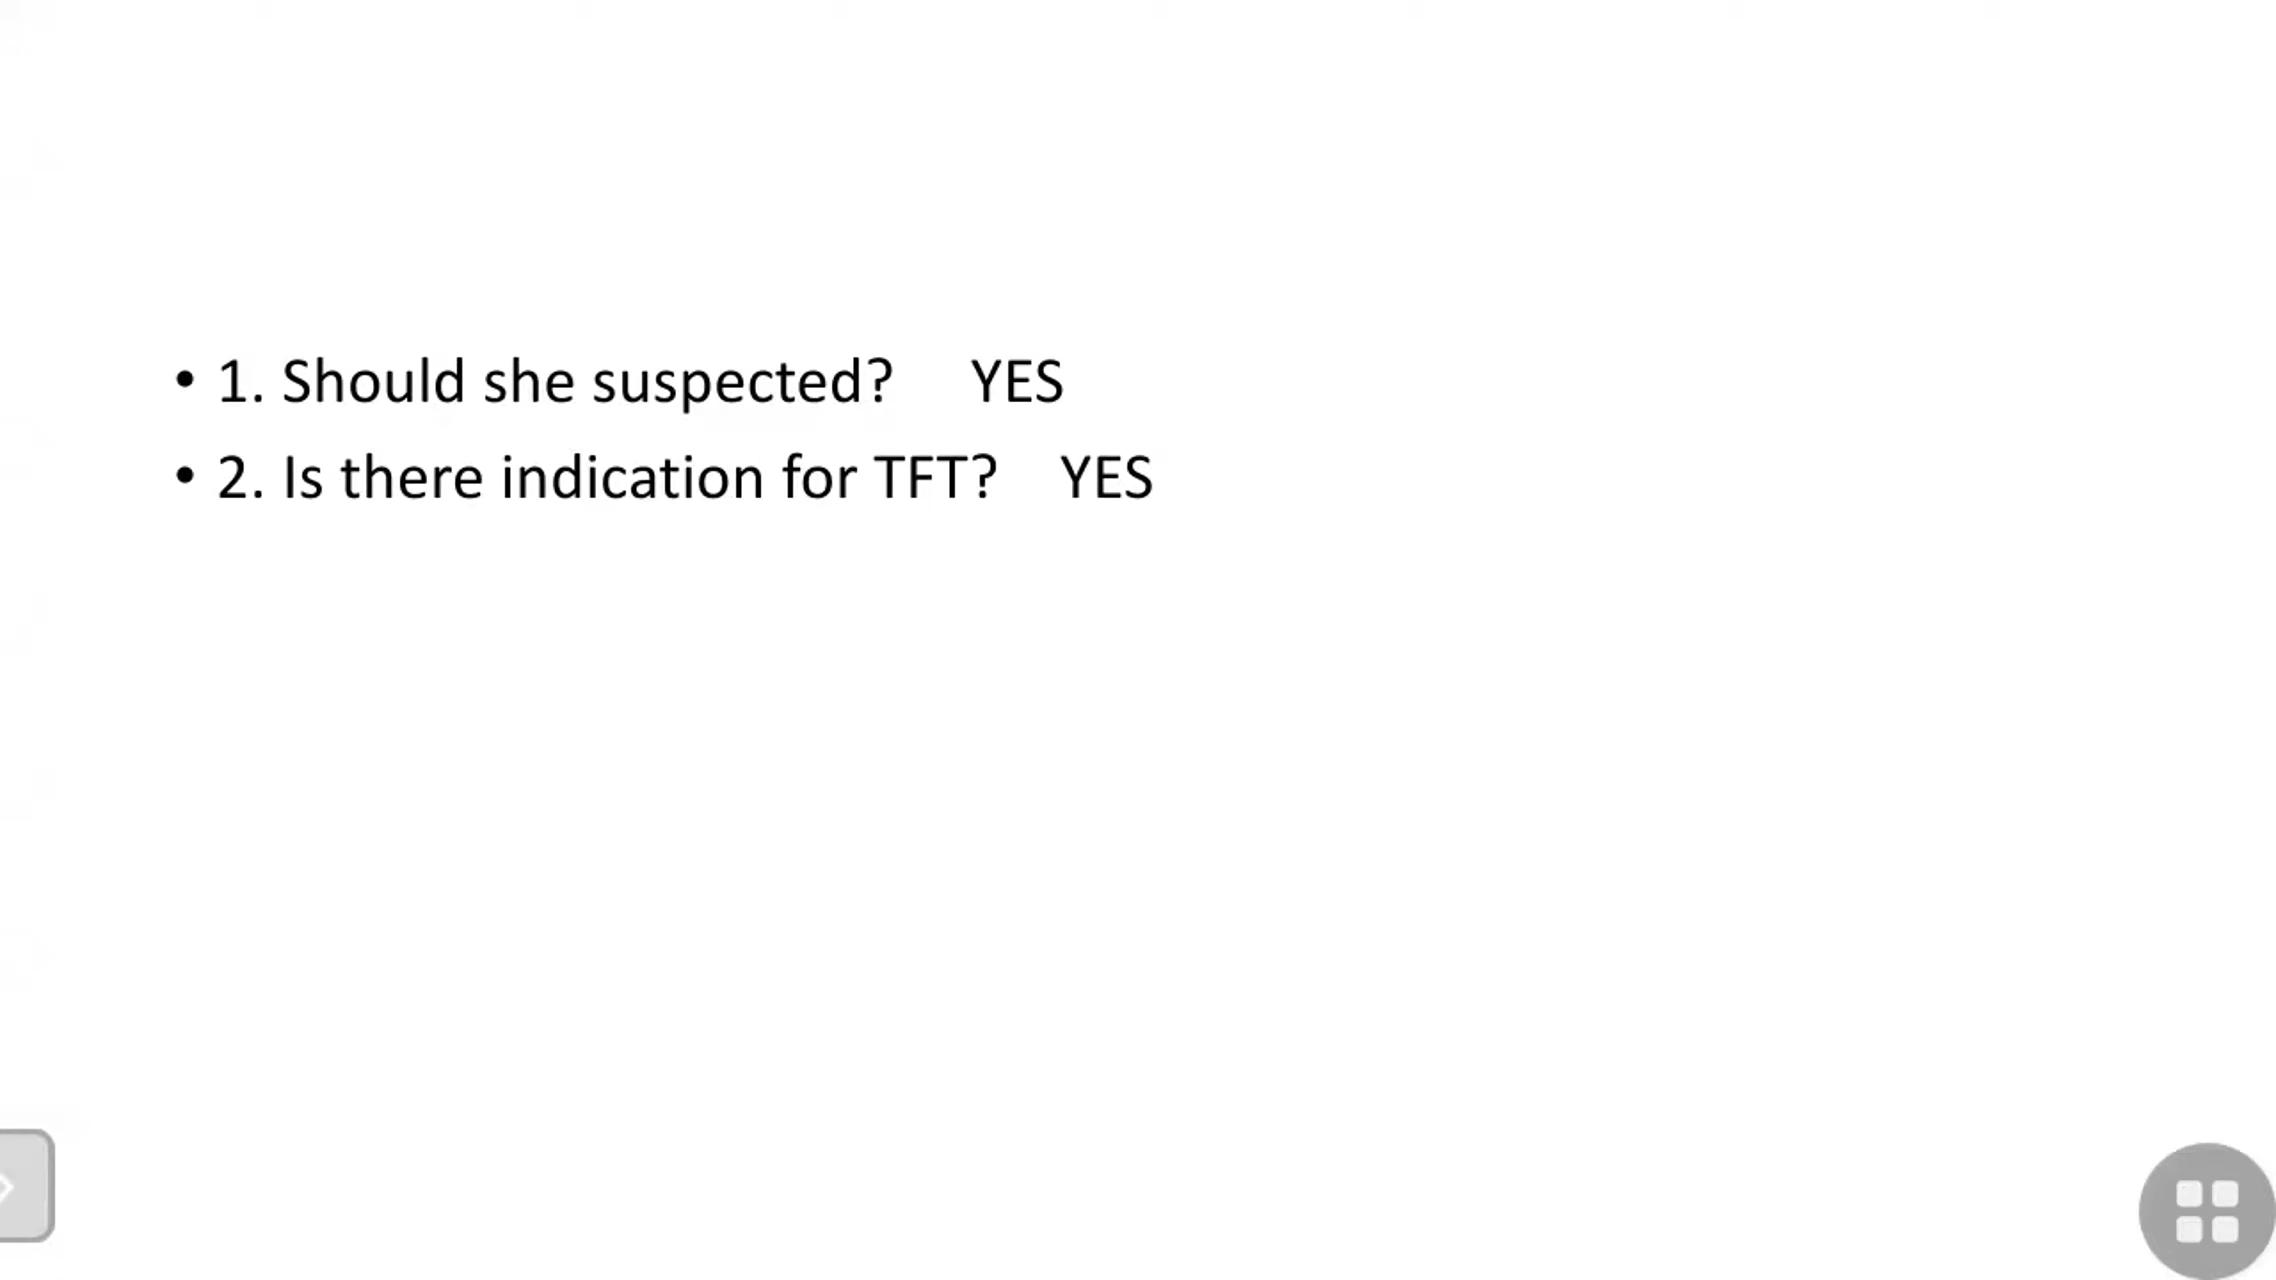 • 1. Should she suspected? YES
• 2. Is there indication for TFT? YES